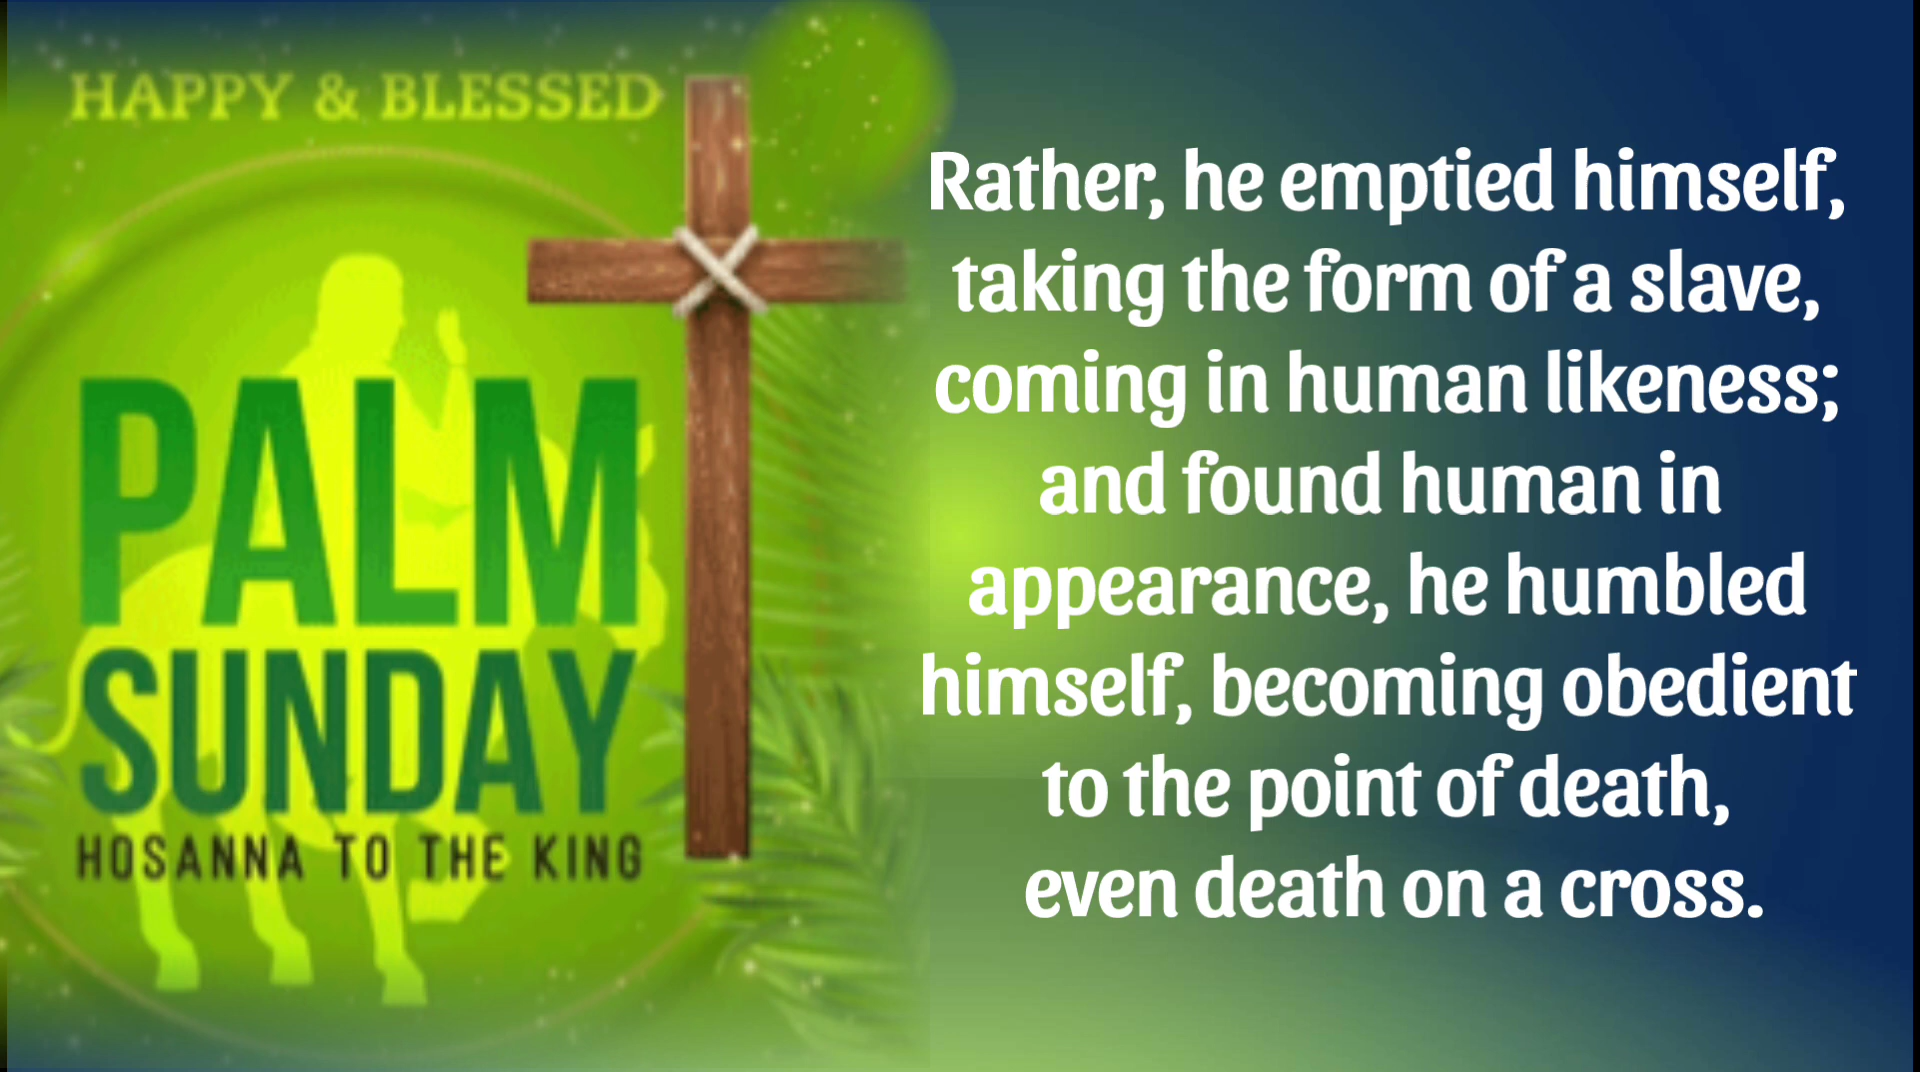 HAPPY & BLESSED
PALM
SUNDAY
HOSANNA TO THE KING
Rather, he emptied himself,
taking the form of a slave,
coming in human likeness;
and found human in
appearance, he humbled
himself, becoming obedient
to the point of death,
even death on a cross.